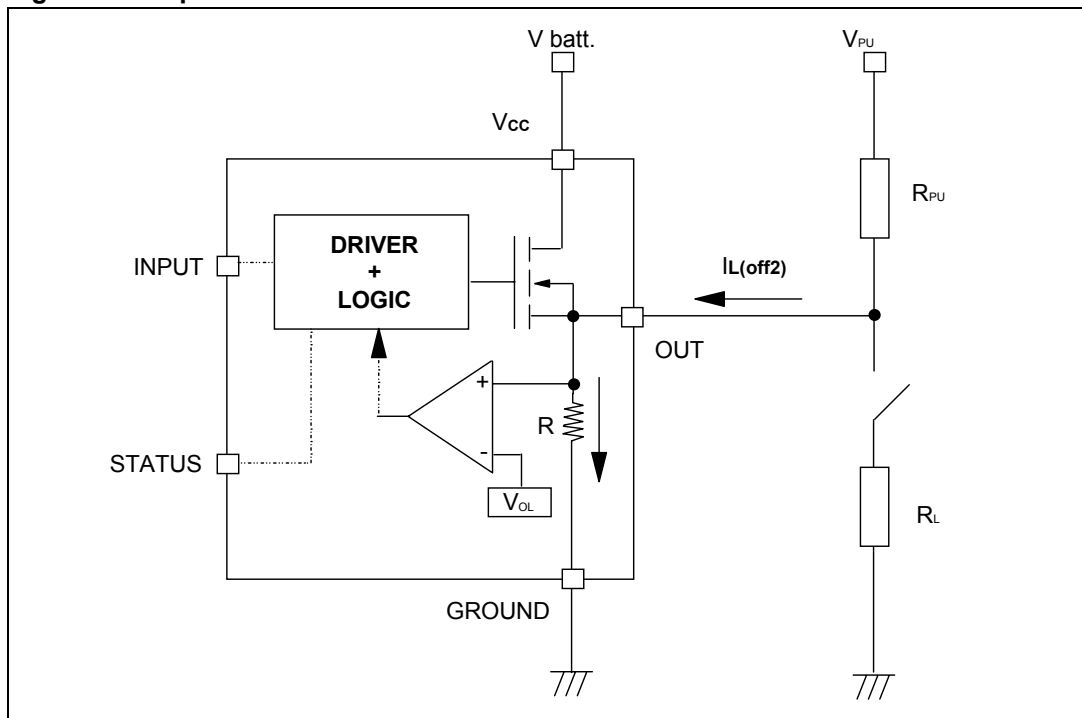 V batt.
VPU
VCC
RPU
DRIVER
+
LOGIC
INPUT
IL(off2)
OUT
+
R
-
STATUS
VOL
RL
GROUND